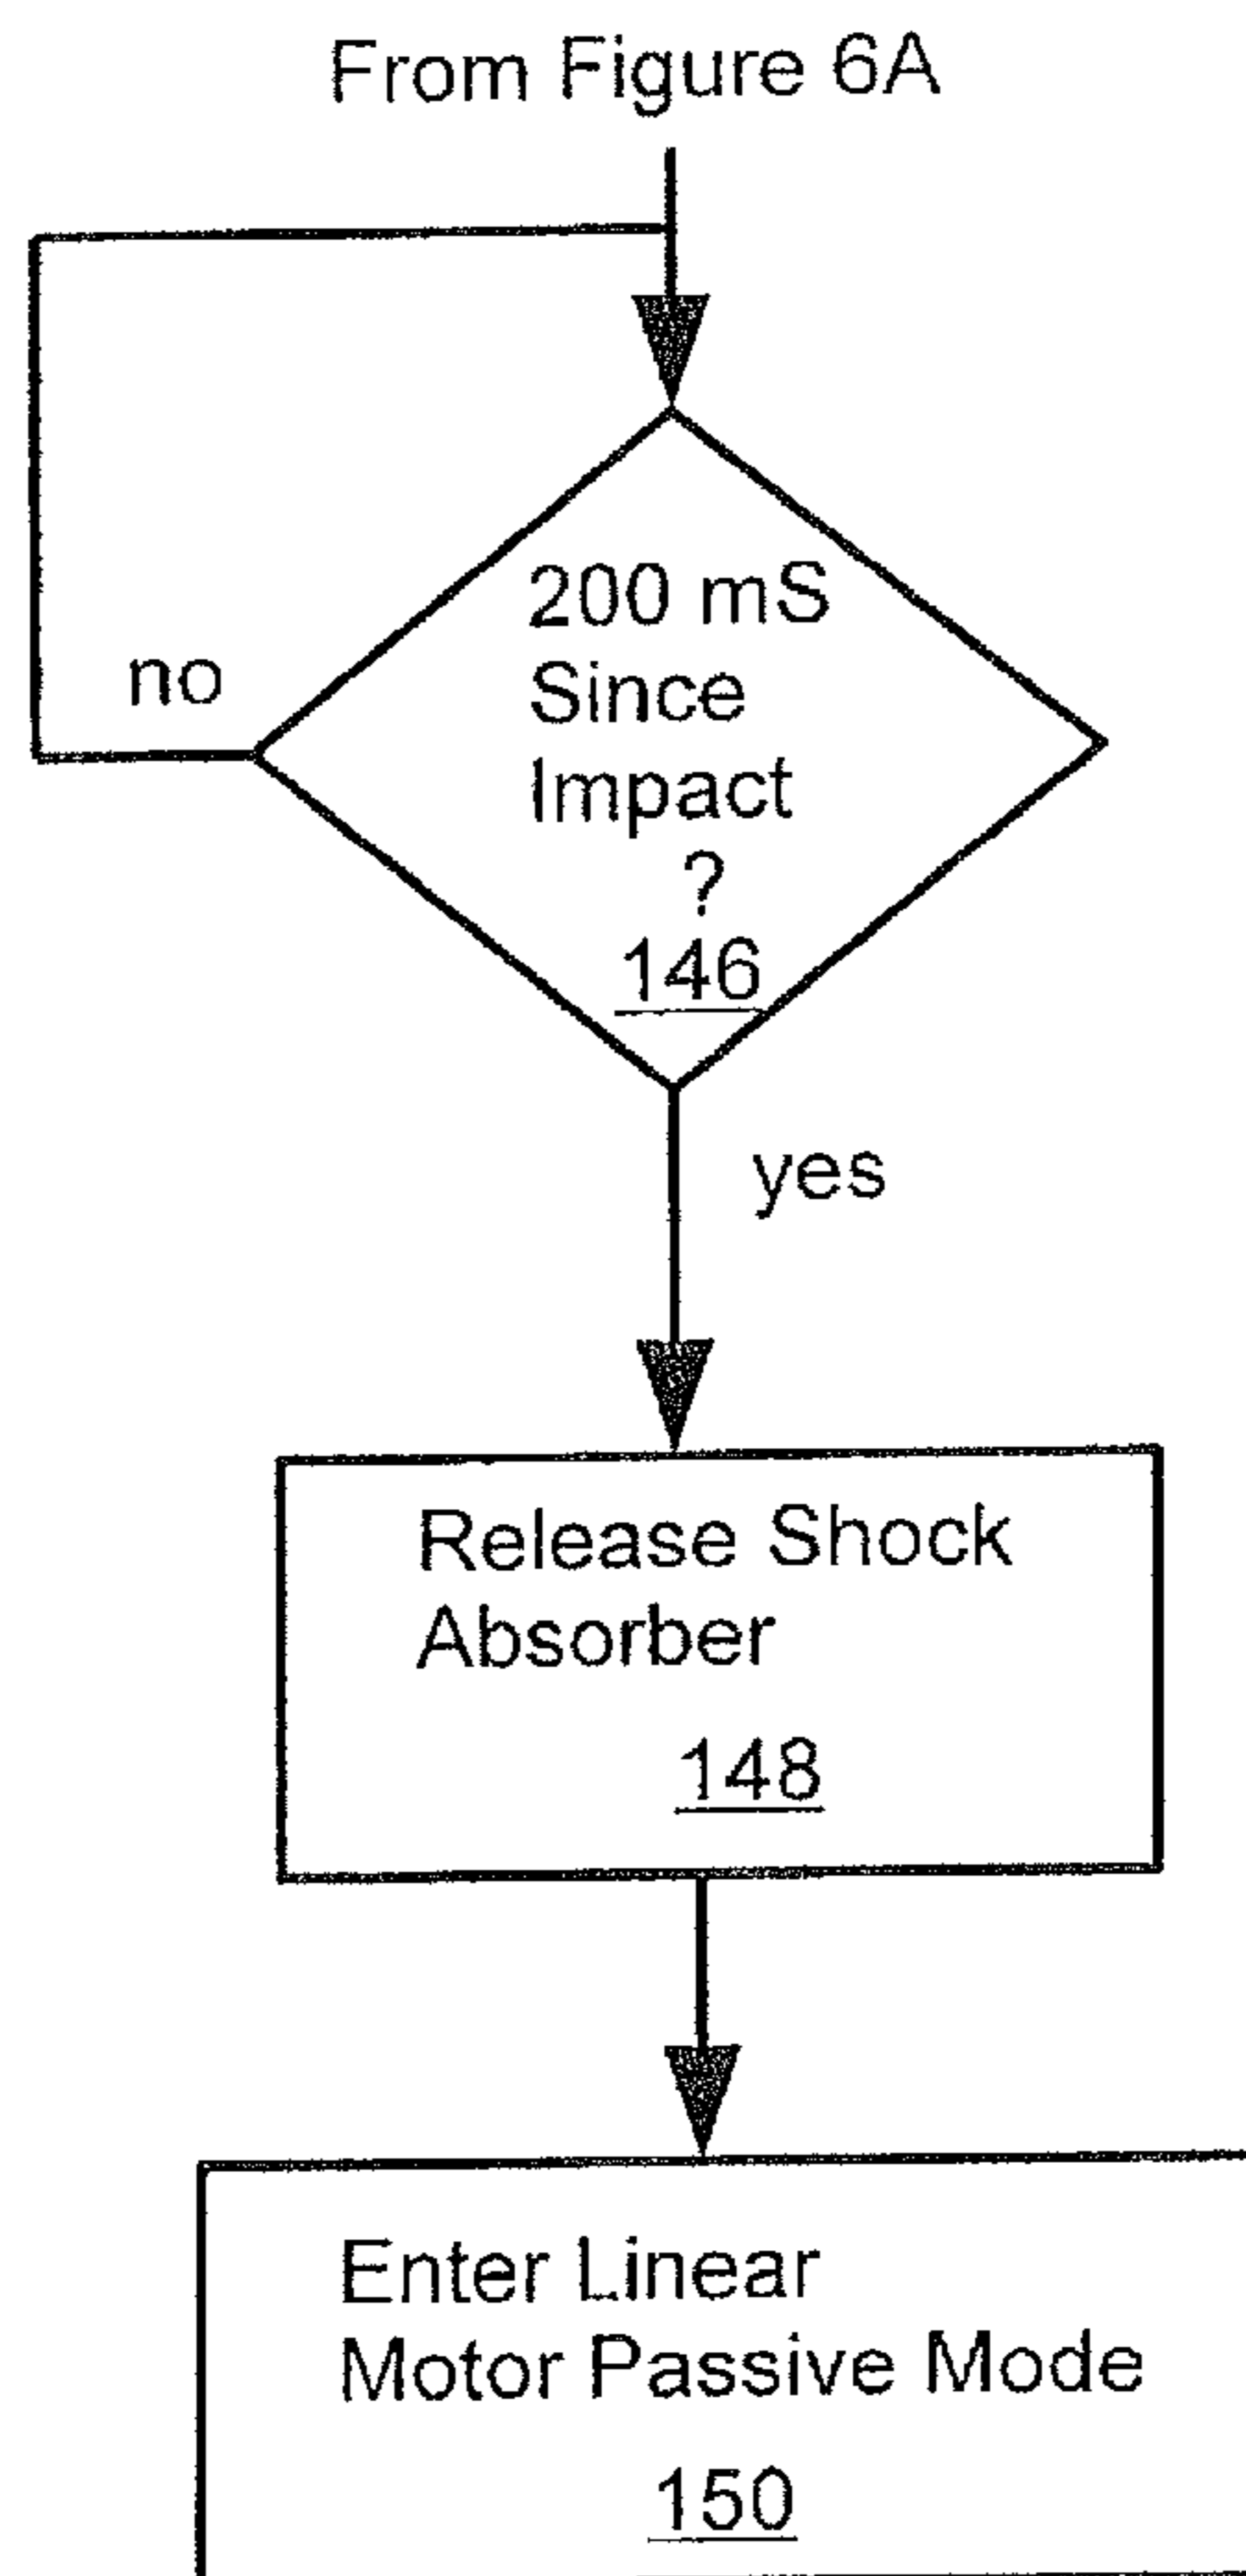 From Figure 6A
200 mS
Since
Impact
?
146
no
yes
Release Shock
Absorber
148
Enter Linear
Motor Passive Mode
150